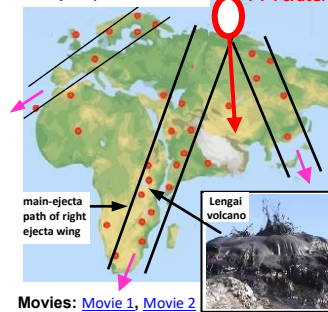 main-ejecta
path of right
ejecta wing
Lengai
volcano
Movies: Movie 1, Movie 2